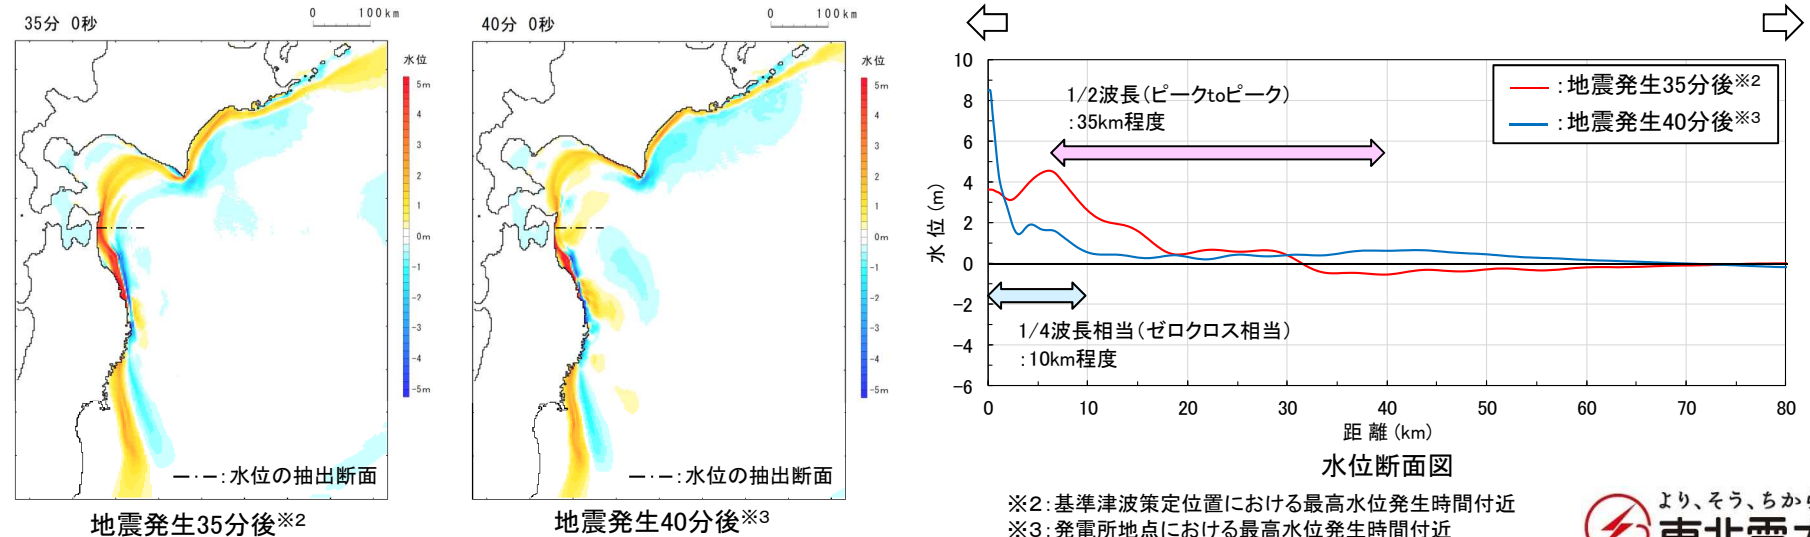 35分 0秒
0 100km
水位
5m
4
3
2
1
0m
-1
-2
-3
-4
-5m
—・—:水位の抽出断面
地震発生35分後※2
40分 0秒
0 100km
水位
5m
4
3
2
1
0m
-1
-2
-3
-4
-5m
—・—:水位の抽出断面
地震発生40分後※3
:地震発生35分後※2
:地震発生40分後※3
1/2波長(ピークtoピーク)
:35km程度
1/4波長相当(ゼロクロス相当)
:10km程度
水 位 (m)
10
8
6
4
2
0
−2
−4
−6
0 10 20 30 40 50 60 70 80
距 離 (km)
水位断面図
※2:基準津波策定位置における最高水位発生時間付近
※3:発電所地点における最高水位発生時間付近
より、そう、ちから
東北電